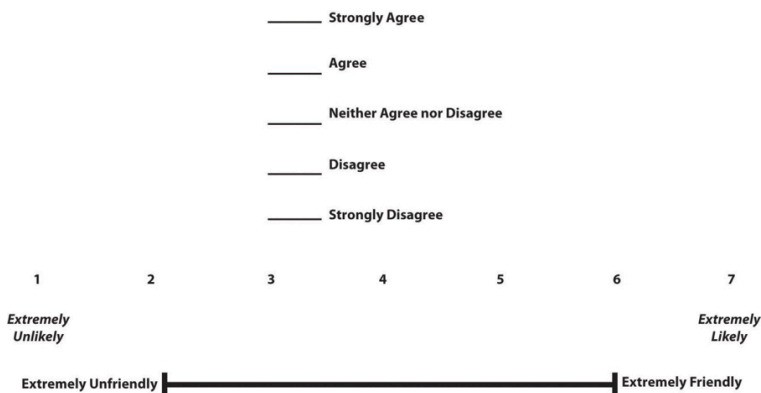 Strongly Agree
Agree
Neither Agree nor Disagree
Disagree
Strongly Disagree
1 2 3 4 5 6 7
Extremely Unlikely
Extremely Likely
Extremely Unfriendly Extremely Friendly